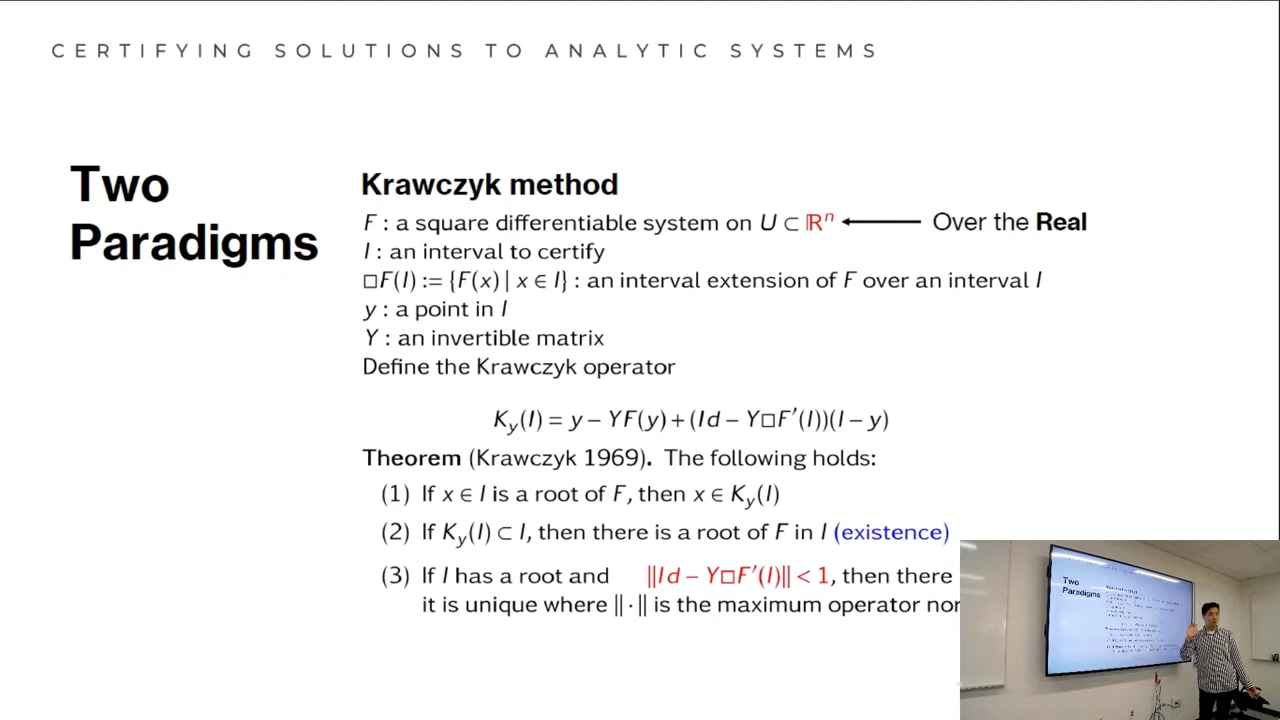 CERTIFYING SOLUTIONS TO ANALYTIC SYSTEMS
Two
Paradigms
Krawczyk method
F : a square differentiable system on U ⊂ ℝⁿ ⟵ Over the Real
I : an interval to certify
□F(I) := {F(x) | x ∈ I} : an interval extension of F over an interval I
y : a point in I
Y : an invertible matrix
Define the Krawczyk operator
K_y(I) = y − YF(y) + (Id − Y□F′(I))(I − y)
Theorem (Krawczyk 1969). The following holds:
(1) If x ∈ I is a root of F, then x ∈ K_y(I)
(2) If K_y(I) ⊂ I, then there is a root of F in I (existence)
(3) If I has a root and ‖Id − Y□F′(I)‖ < 1, then there
it is unique where ‖·‖ is the maximum operator nor
Two
Paradigms